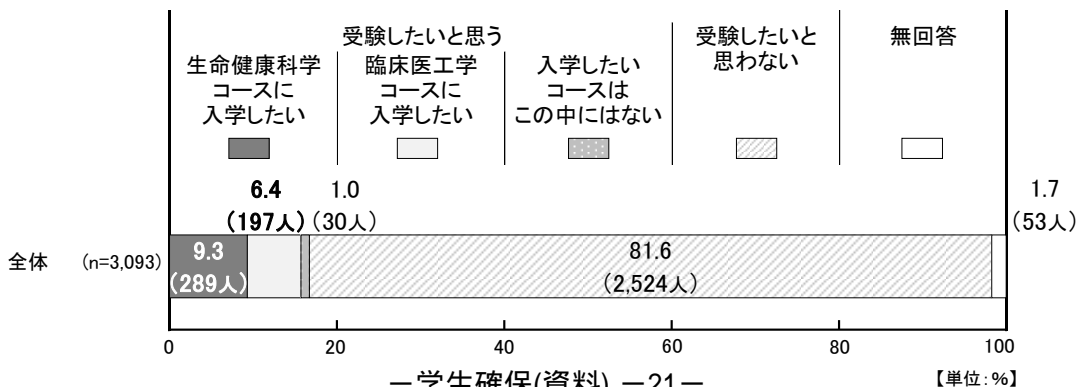 受験したいと思う
生命健康科学
コースに
入学したい
臨床医工学
コースに
入学したい
入学したい
コースは
この中にはない
受験したいと
思わない
無回答
6.4
(197人)
1.0
(30人)
1.7
(53人)
全体 (n=3,093)
9.3
(289人)
81.6
(2,524人)
0 20 40 60 80 100
－学生確保(資料) －21－
【単位:%】